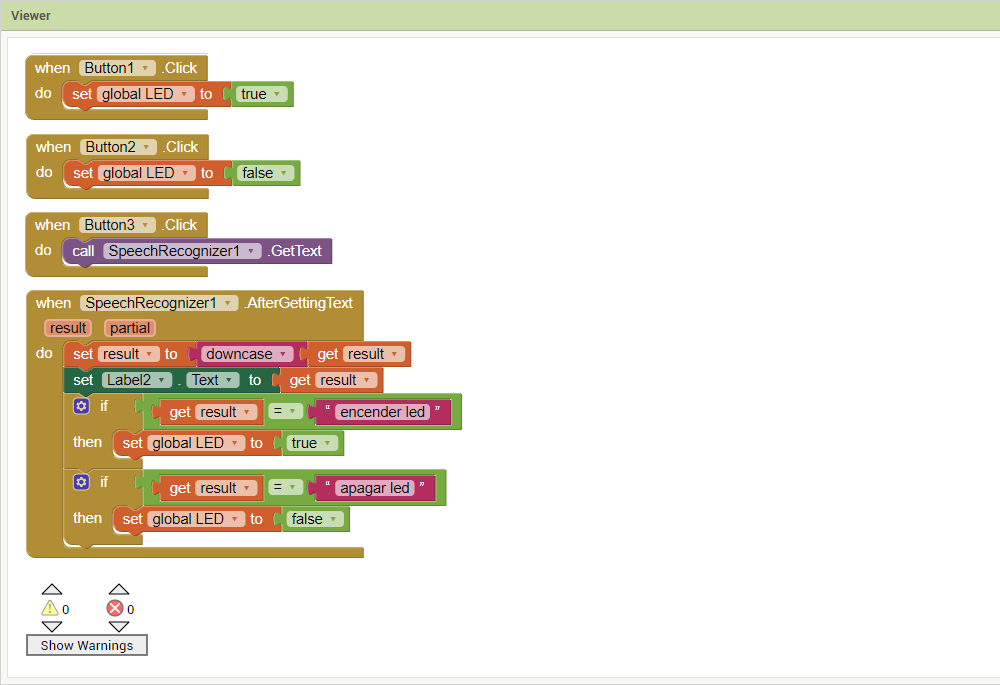 Viewer
when Button1 .Click
do set global LED to true
when Button2 .Click
do set global LED to false
when Button3 .Click
do call SpeechRecognizer1 .GetText
when SpeechRecognizer1 .AfterGettingText
result partial
do set result to downcase get result
set Label2 . Text to get result
if get result = “ encender led ”
then set global LED to true
if get result = “ apagar led ”
then set global LED to false
0 0
Show Warnings